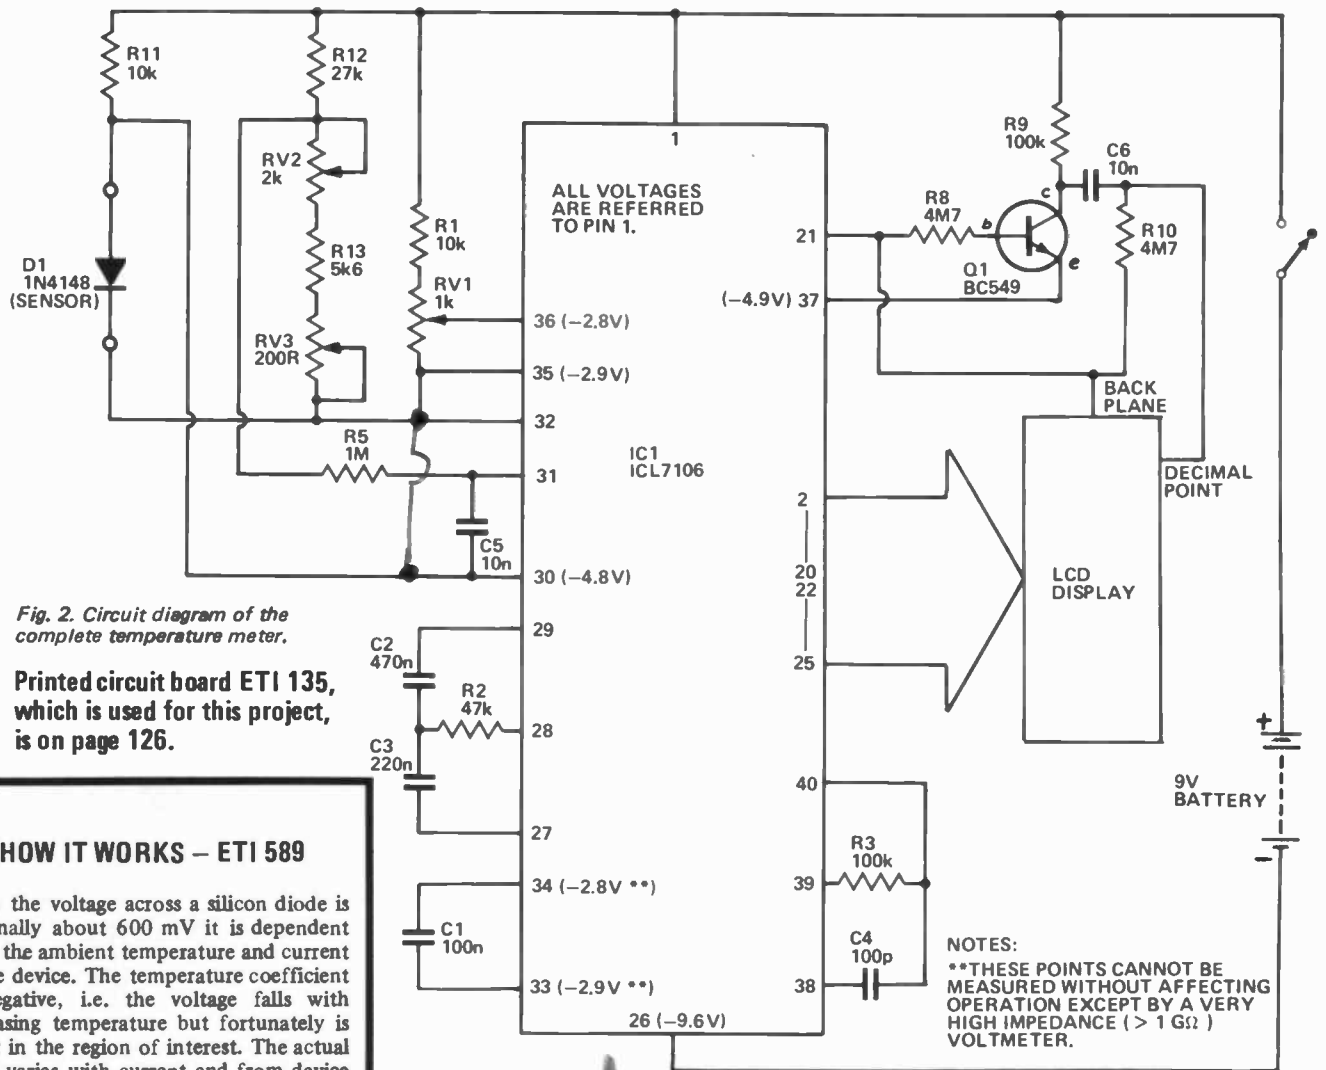 R11
10k
R12
27k
RV2
2k
R13
5k6
RV3
200R
R1
10k
RV1
1k
D1
1N4148
(SENSOR)
R5
1M
C5
10n
1
ALL VOLTAGES
ARE REFERRED
TO PIN 1.
36 (−2.8V)
35 (−2.9V)
32
31
30 (−4.8V)
29
28
27
34 (−2.8V **)
33 (−2.9V **)
26 (−9.6V)
IC1
ICL7106
21
(−4.9V) 37
2
20
22
25
40
39
38
R9
100k
C6
10n
R8
4M7
b
c
e
Q1
BC549
R10
4M7
BACK
PLANE
DECIMAL
POINT
LCD
DISPLAY
+
9V
BATTERY
−
C2
470n
R2
47k
C3
220n
C1
100n
R3
100k
C4
100p
NOTES:
**THESE POINTS CANNOT BE
MEASURED WITHOUT AFFECTING
OPERATION EXCEPT BY A VERY
HIGH IMPEDANCE (> 1 GΩ)
VOLTMETER.
Fig. 2. Circuit diagram of the
complete temperature meter.
Printed circuit board ETI 135,
which is used for this project,
is on page 126.
HOW IT WORKS – ETI 589
the voltage across a silicon diode is
nally about 600 mV it is dependent
the ambient temperature and current
e device. The temperature coefficient
egative, i.e. the voltage falls with
asing temperature but fortunately is
in the region of interest. The actual
varies with current and from device